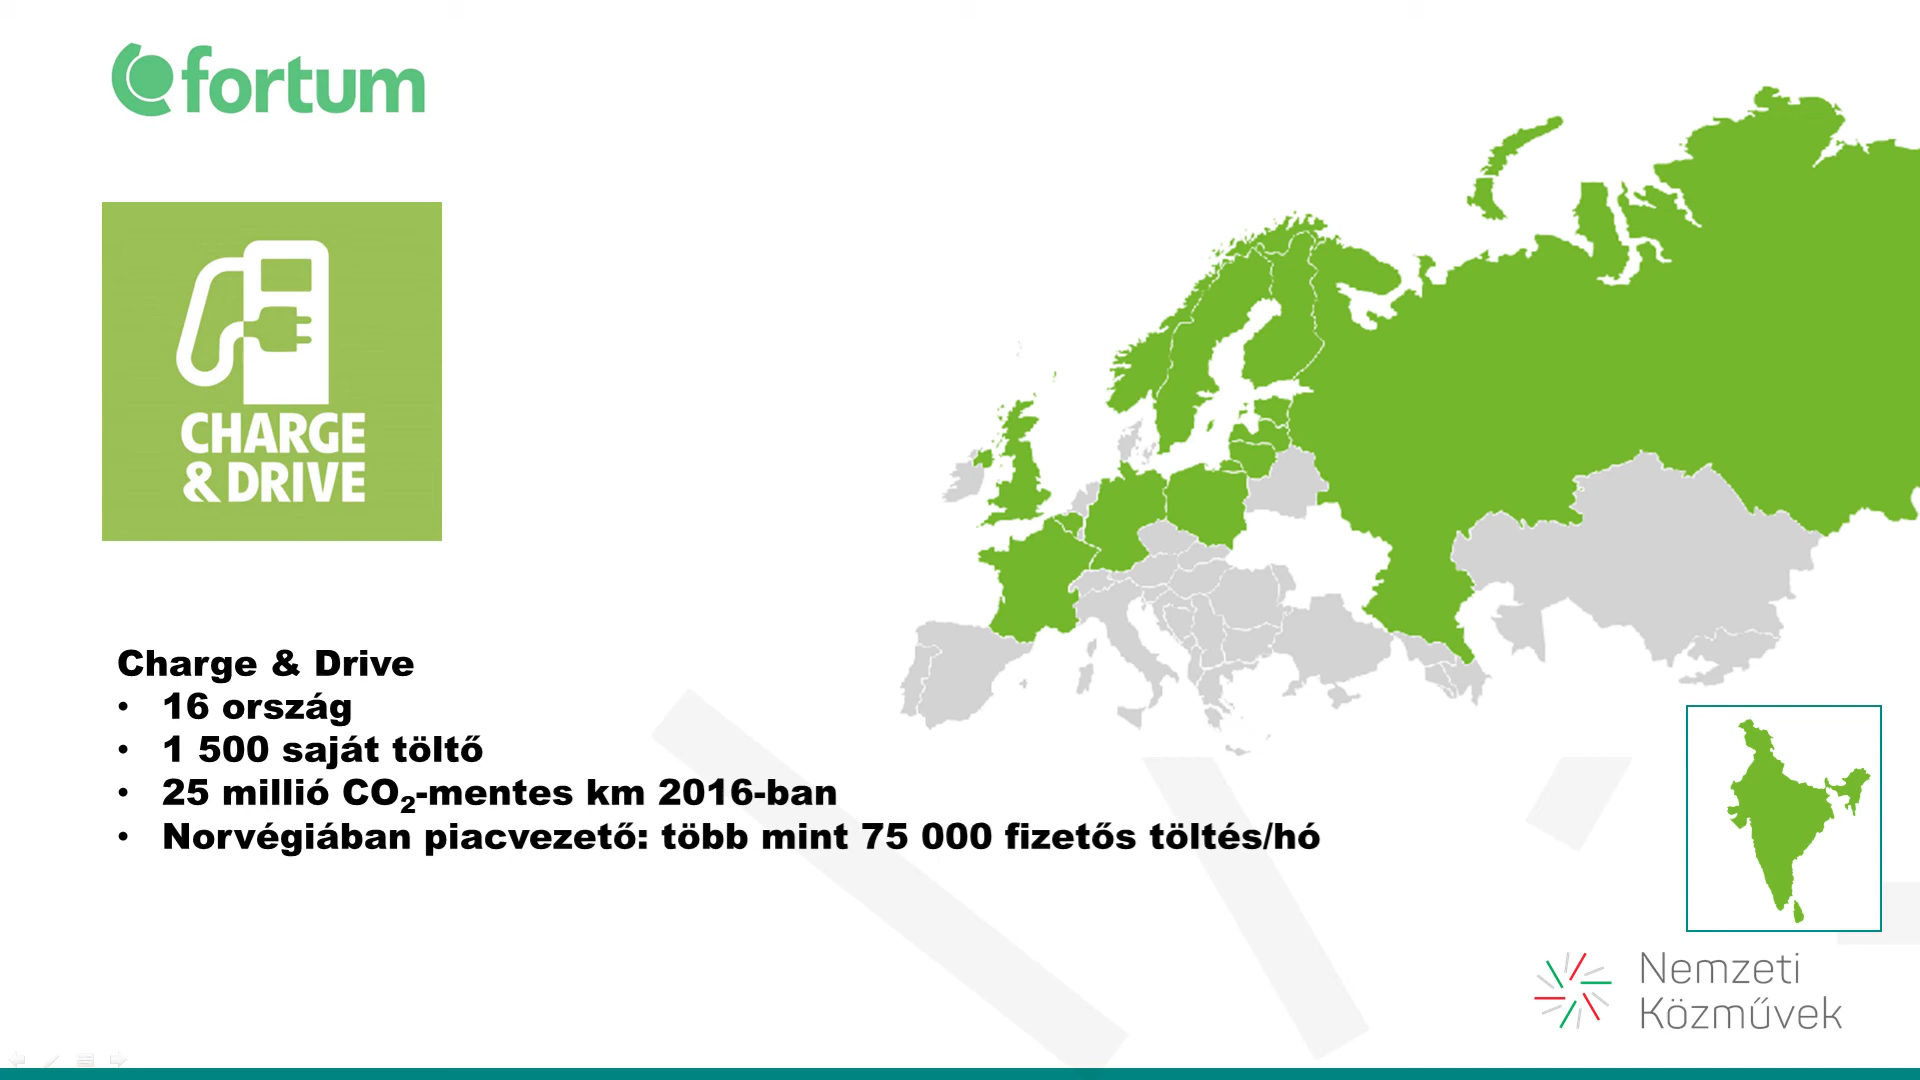 fortum
CHARGE
& DRIVE
Charge & Drive
• 16 ország
• 1 500 saját töltő
• 25 millió CO₂-mentes km 2016-ban
• Norvégiában piacvezető: több mint 75 000 fizetős töltés/hó
Nemzeti
Közművek